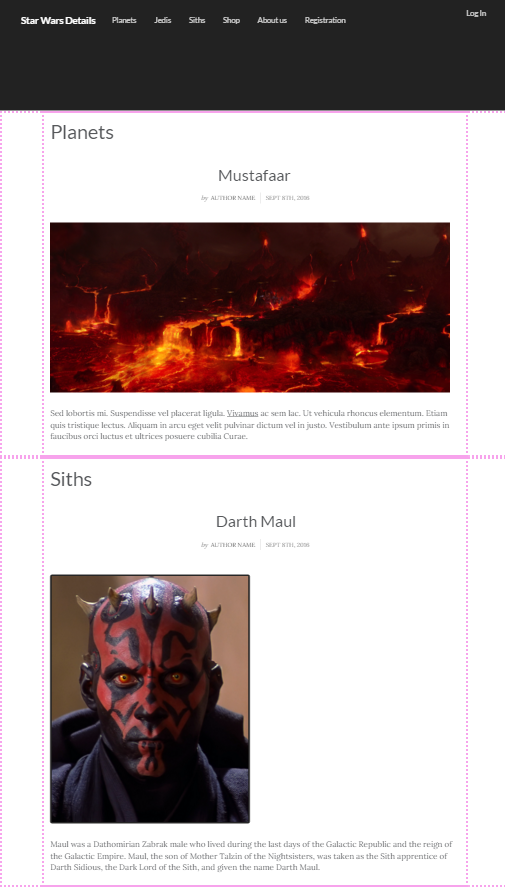 Log In
Star Wars Details Planets Jedis Siths Shop About us Registration
Planets
Mustafaar
by AUTHOR NAME SEPT 8TH, 2016
Sed lobortis mi. Suspendisse vel placerat ligula. Vivamus ac sem lac. Ut vehicula rhoncus elementum. Etiam
quis tristique lectus. Aliquam in arcu eget velit pulvinar dictum vel in justo. Vestibulum ante ipsum primis in
faucibus orci luctus et ultrices posuere cubilia Curae.
Siths
Darth Maul
by AUTHOR NAME SEPT 8TH, 2016
Maul was a Dathomirian Zabrak male who lived during the last days of the Galactic Republic and the reign of
the Galactic Empire. Maul, the son of Mother Talzin of the Nightsisters, was taken as the Sith apprentice of
Darth Sidious, the Dark Lord of the Sith, and given the name Darth Maul.